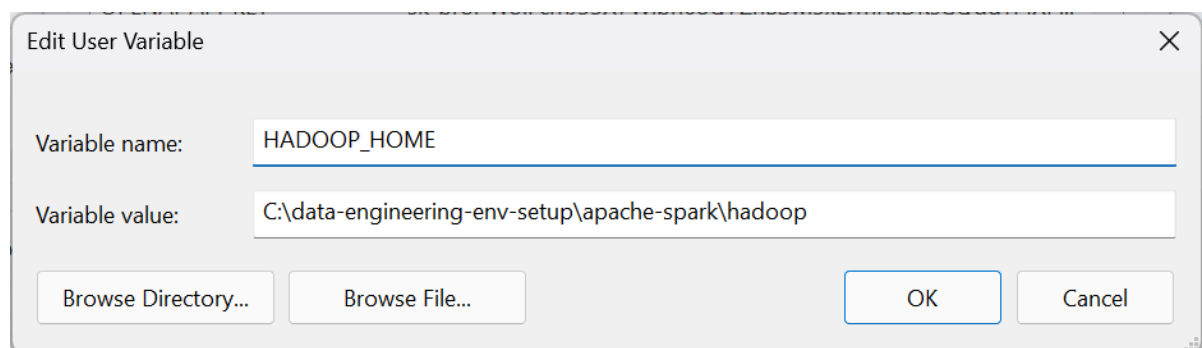 Edit User Variable
Variable name: HADOOP_HOME
Variable value: C:\data-engineering-env-setup\apache-spark\hadoop
Browse Directory... Browse File... OK Cancel